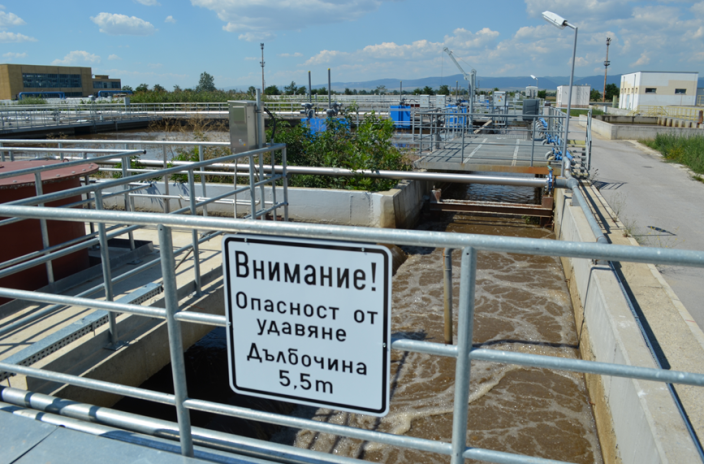 Внимание!
Опасност от
удавяне
Дълбочина
5,5m